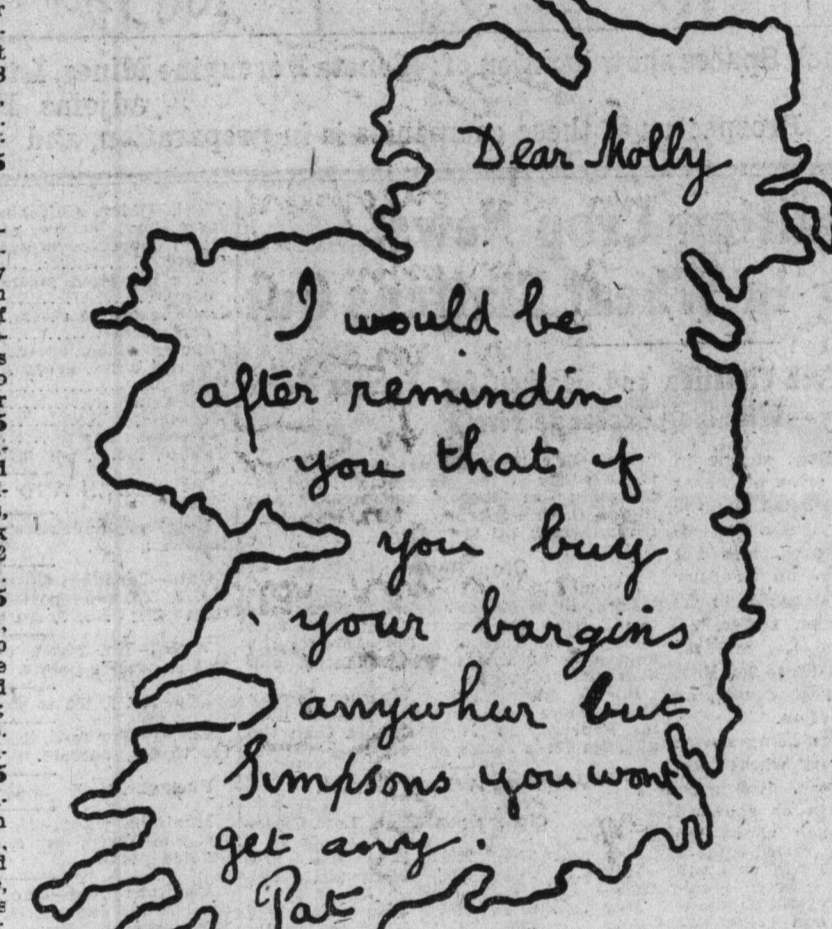 Dear Molly
I would be
after remindin
you that if
you buy
your bargins
anywhur but
Simpsons you wont
get any.
Pat